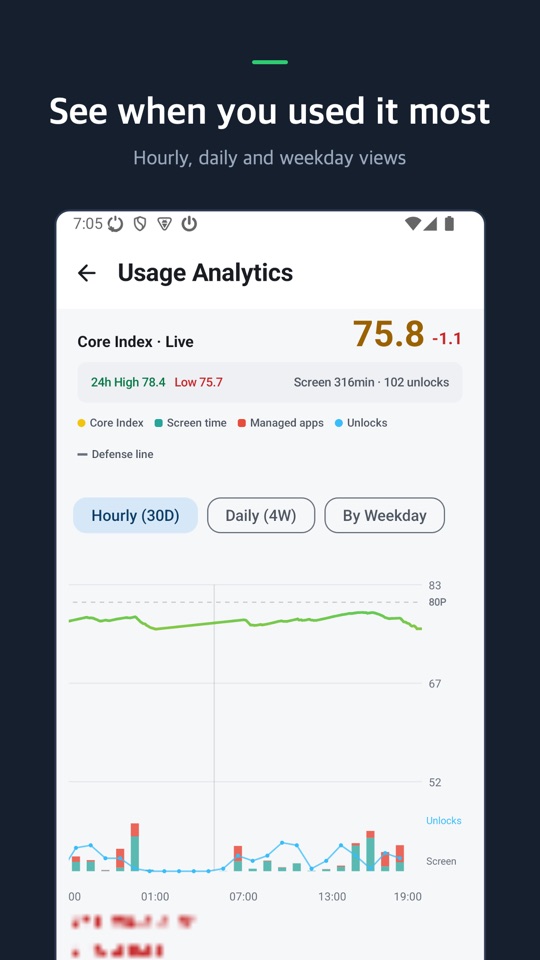 See when you used it most
Hourly, daily and weekday views
7:05
Usage Analytics
Core Index · Live
75.8 -1.1
24h High 78.4 Low 75.7 Screen 316min · 102 unlocks
Core Index Screen time Managed apps Unlocks
Defense line
Hourly (30D) Daily (4W) By Weekday
83
80P
67
52
Unlocks
Screen
00 01:00 07:00 13:00 19:00